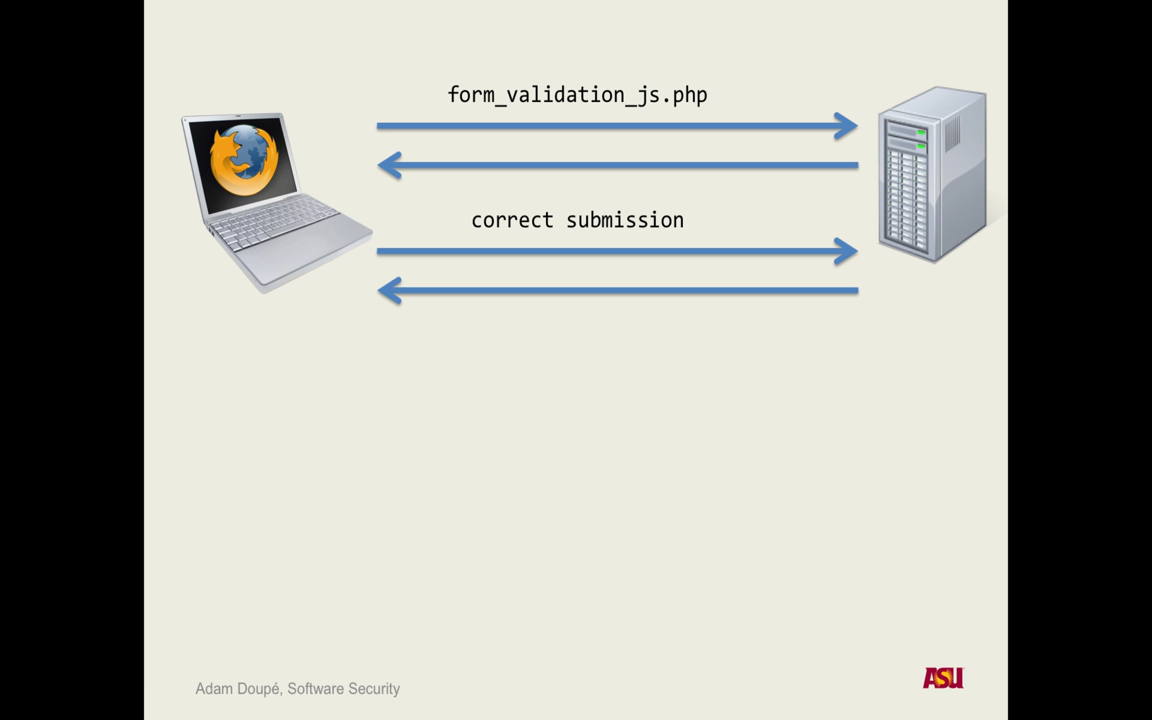 form_validation_js.php
correct submission
Adam Doupé, Software Security
ASU